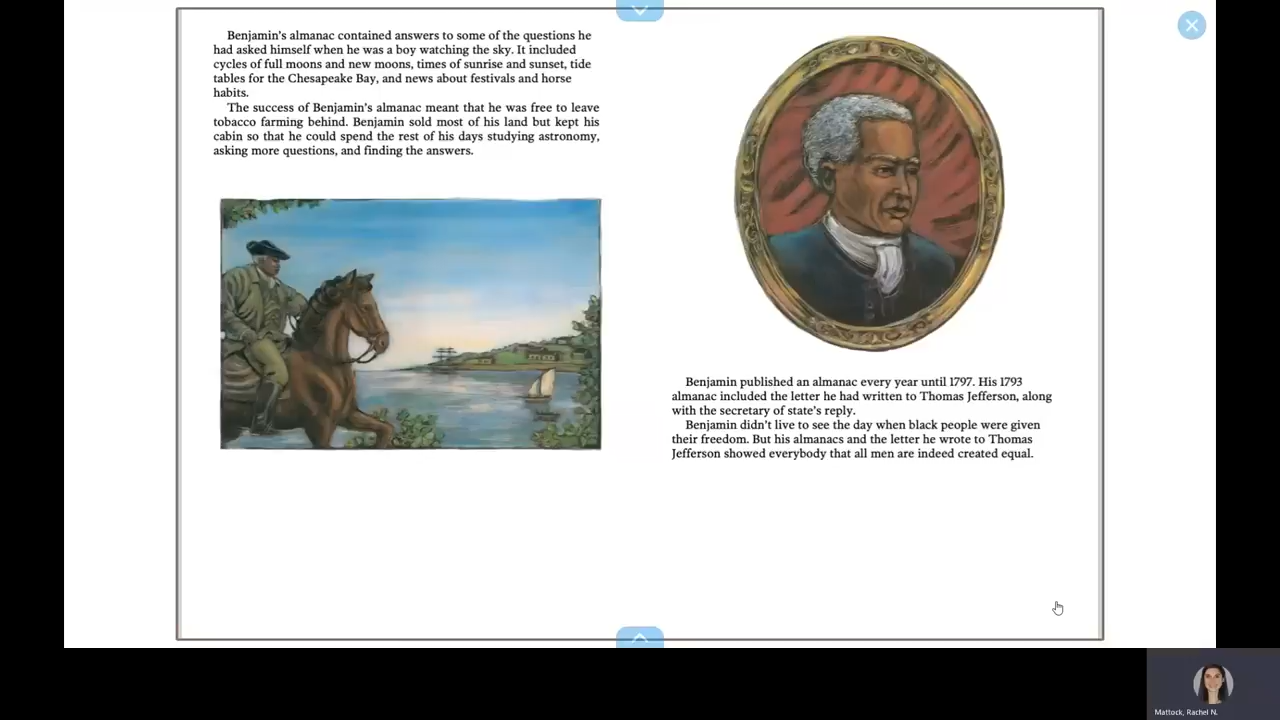 Benjamin's almanac contained answers to some of the questions he
had asked himself when he was a boy watching the sky. It included
cycles of full moons and new moons, times of sunrise and sunset, tide
tables for the Chesapeake Bay, and news about festivals and horse
habits.
The success of Benjamin's almanac meant that he was free to leave
tobacco farming behind. Benjamin sold most of his land but kept his
cabin so that he could spend the rest of his days studying astronomy,
asking more questions, and finding the answers.
Benjamin published an almanac every year until 1797. His 1793
almanac included the letter he had written to Thomas Jefferson, along
with the secretary of state's reply.
Benjamin didn't live to see the day when black people were given
their freedom. But his almanacs and the letter he wrote to Thomas
Jefferson showed everybody that all men are indeed created equal.
Mattock, Rachel N.